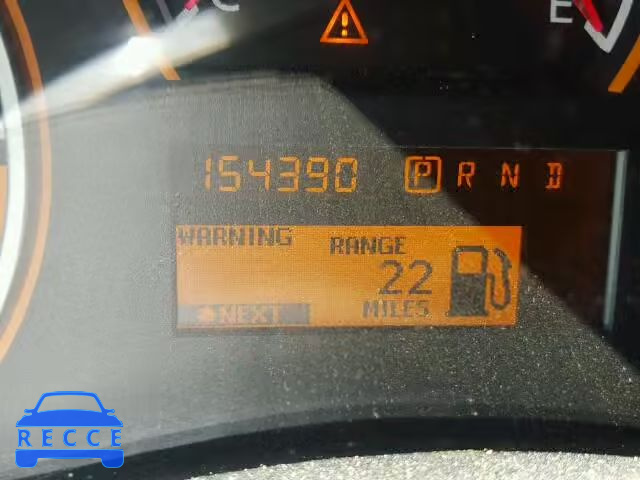 C E
154390 P R N D
WARNING RANGE
22
NEXT MILES
RECCE